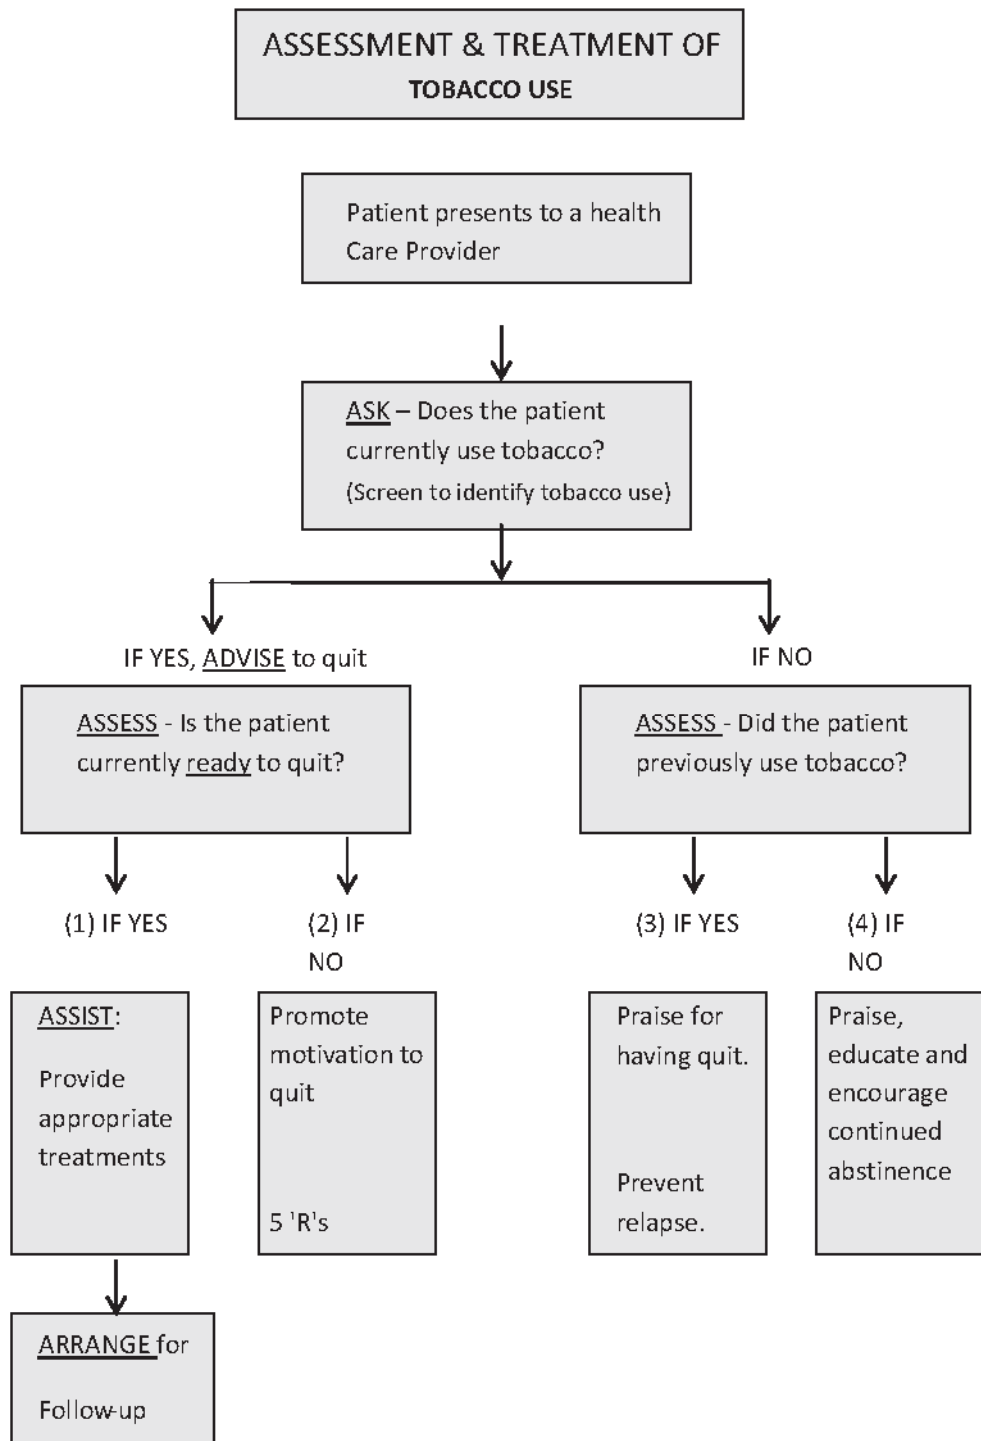 ASSESSMENT & TREATMENT OF
TOBACCO USE
Patient presents to a health
Care Provider
ASK – Does the patient
currently use tobacco?
(Screen to identify tobacco use)
IF YES, ADVISE to quit
ASSESS - Is the patient
currently ready to quit?
(1) IF YES
(2) IF
NO
ASSIST:
Provide
appropriate
treatments
Promote
motivation to
quit
5 'R's
ARRANGE for
Follow-up
IF NO
ASSESS - Did the patient
previously use tobacco?
(3) IF YES
(4) IF
NO
Praise for
having quit.
Prevent
relapse.
Praise,
educate and
encourage
continued
abstinence